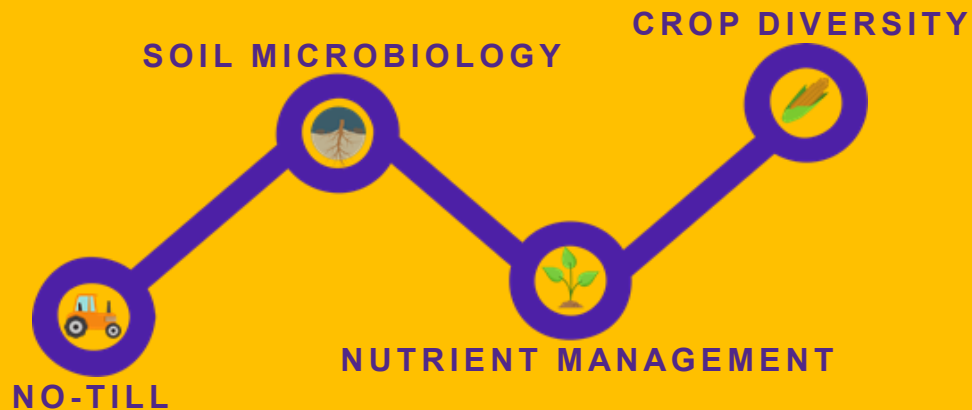 CROP DIVERSITY
SOIL MICROBIOLOGY
NUTRIENT MANAGEMENT
NO-TILL